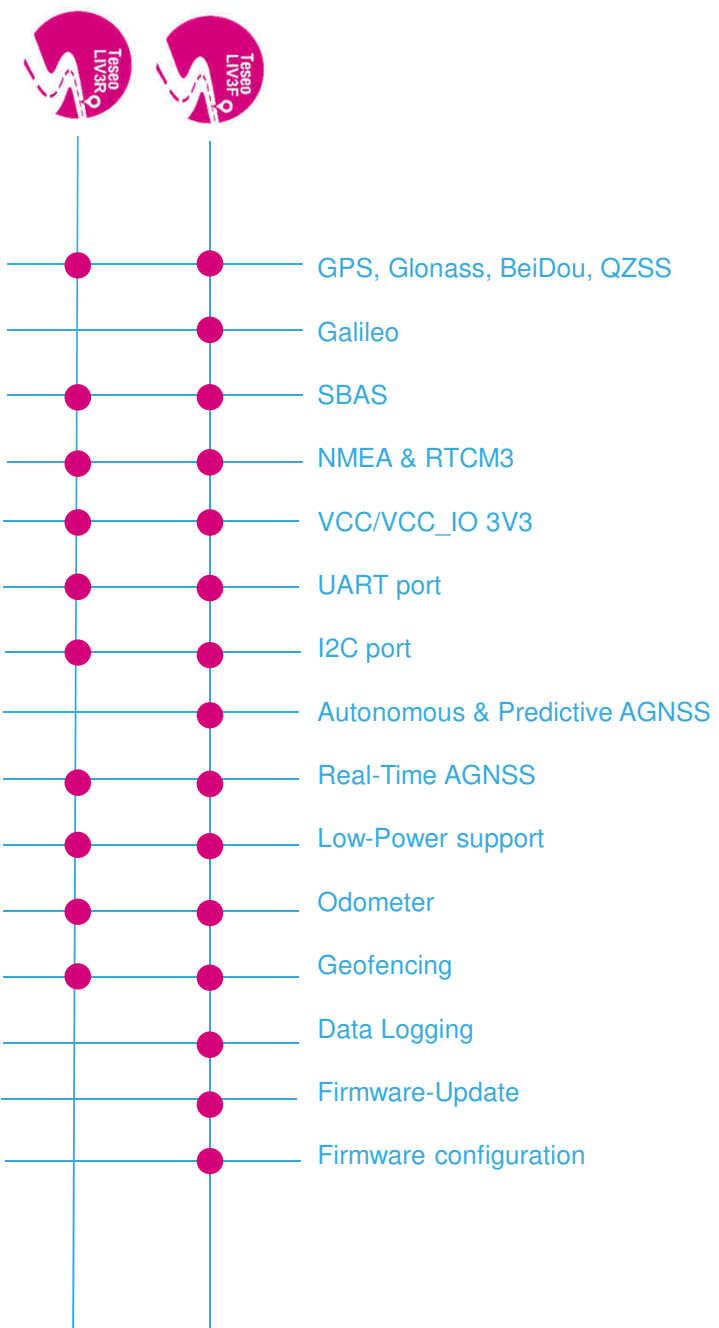 Teseo
LIV3R
Teseo
LIV3F
GPS, Glonass, BeiDou, QZSS
Galileo
SBAS
NMEA & RTCM3
VCC/VCC_IO 3V3
UART port
I2C port
Autonomous & Predictive AGNSS
Real-Time AGNSS
Low-Power support
Odometer
Geofencing
Data Logging
Firmware-Update
Firmware configuration